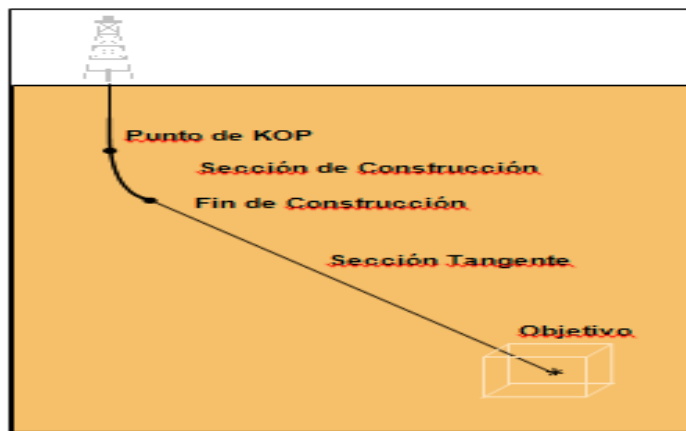 Punto de KOP
Sección de Construcción
Fin de Construcción
Sección Tangente
Objetivo